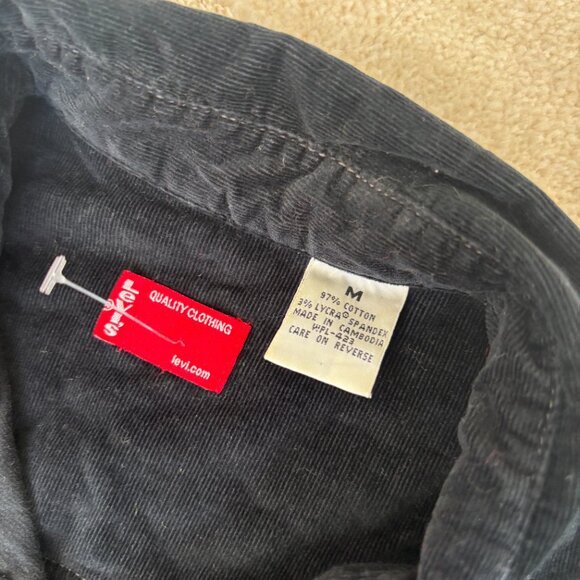 LEVI'S
QUALITY CLOTHING
levi.com
M
97% COTTON
3% LYCRA® SPANDEX
MADE IN CAMBODIA
WPL-423
CARE ON REVERSE